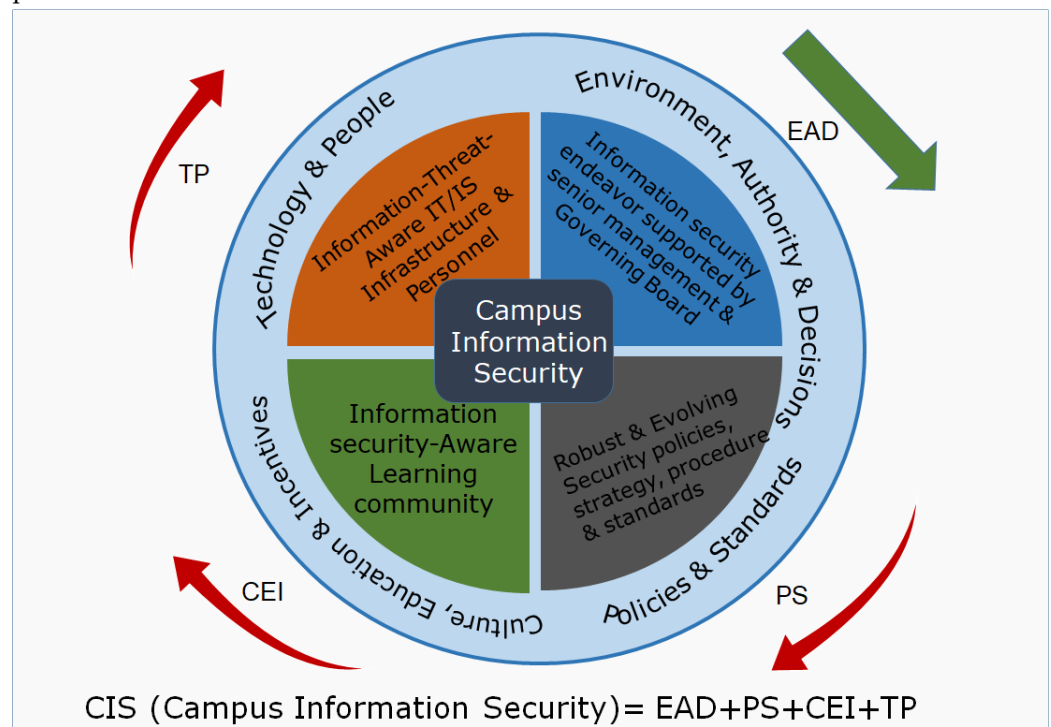 Technology & People
Environment, Authority & Decisions
EAD
TP
Information-Threat-
Aware IT/IS
Infrastructure &
Personnel
Information security
endeavor supported by
senior management &
Governing Board
Campus
Information
Security
Information
security-Aware
Learning
community
Robust & Evolving
Security policies,
strategy, procedure
& standards
Culture, Education & Incentives
Policies & Standards
CEI
PS
CIS (Campus Information Security)= EAD+PS+CEI+TP